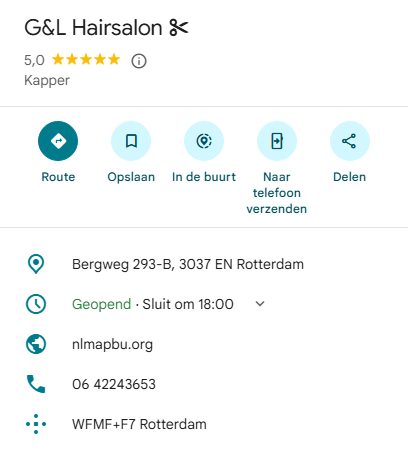 G&L Hairsalon ✂
5,0 ★★★★★
Kapper
Route
Opslaan
In de buurt
Naar
telefoon
verzenden
Delen
Bergweg 293-B, 3037 EN Rotterdam
Geopend · Sluit om 18:00
nlmapbu.org
06 42243653
WFMF+F7 Rotterdam